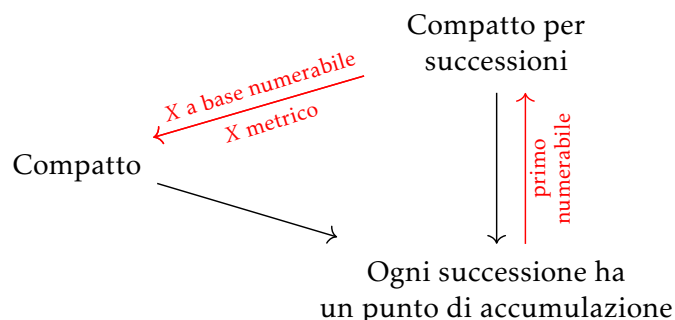 Compatto per
successioni
X a base numerabile
X metrico
primo
numerabile
Compatto
Ogni successione ha
un punto di accumulazione